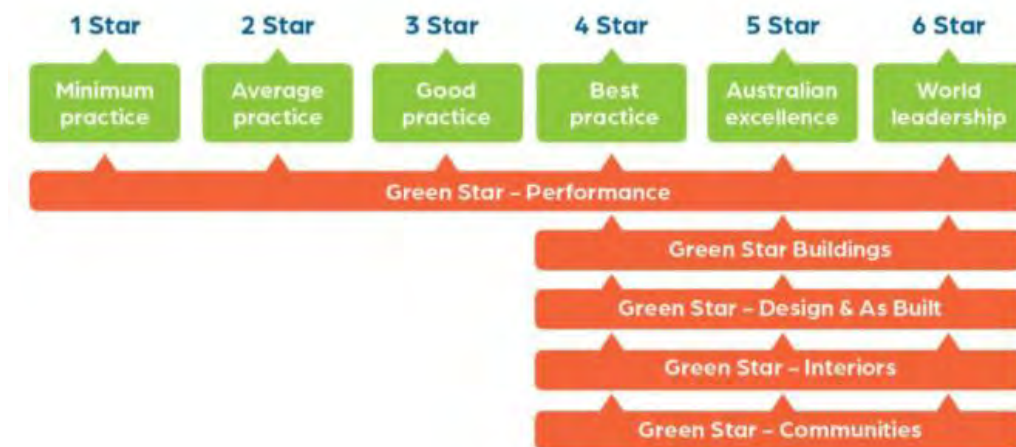 1 Star 2 Star 3 Star 4 Star 5 Star 6 Star
Minimum practice
Average practice
Good practice
Best practice
Australian excellence
World leadership
Green Star – Performance
Green Star Buildings
Green Star – Design & As Built
Green Star – Interiors
Green Star – Communities